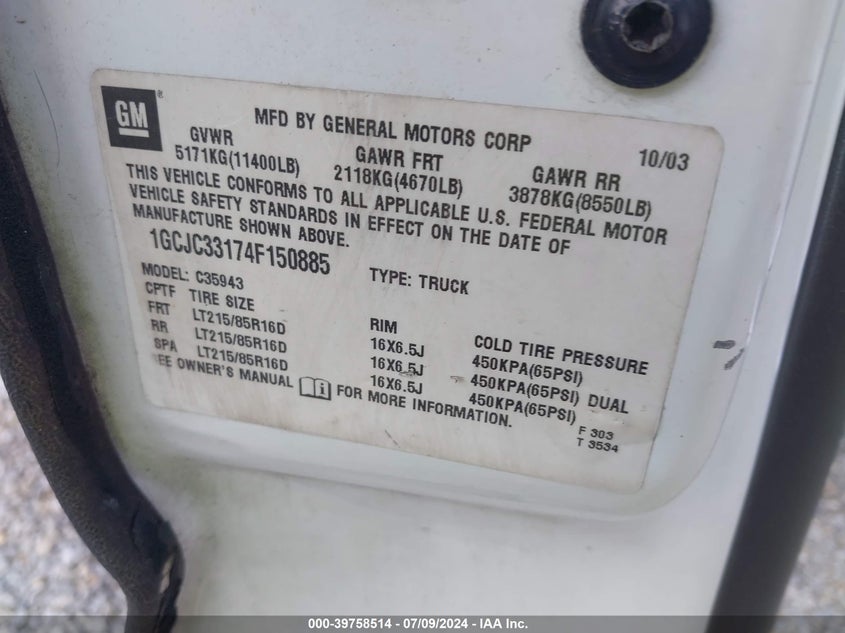 GM ®
MFD BY GENERAL MOTORS CORP 10/03
GVWR GAWR FRT GAWR RR
5171KG(11400LB) 2118KG(4670LB) 3878KG(8550LB)
THIS VEHICLE CONFORMS TO ALL APPLICABLE U.S. FEDERAL MOTOR
VEHICLE SAFETY STANDARDS IN EFFECT ON THE DATE OF
MANUFACTURE SHOWN ABOVE.
1GCJC33174F150885 TYPE: TRUCK
MODEL: C35943
CPTF TIRE SIZE RIM COLD TIRE PRESSURE
FRT LT215/85R16D 16X6.5J 450KPA(65PSI)
RR LT215/85R16D 16X6.5J 450KPA(65PSI) DUAL
SPA LT215/85R16D 16X6.5J 450KPA(65PSI)
EE OWNER'S MANUAL FOR MORE INFORMATION.
F 303
T 3534
000-39758514 / 07/09/2024 - IAA Inc.